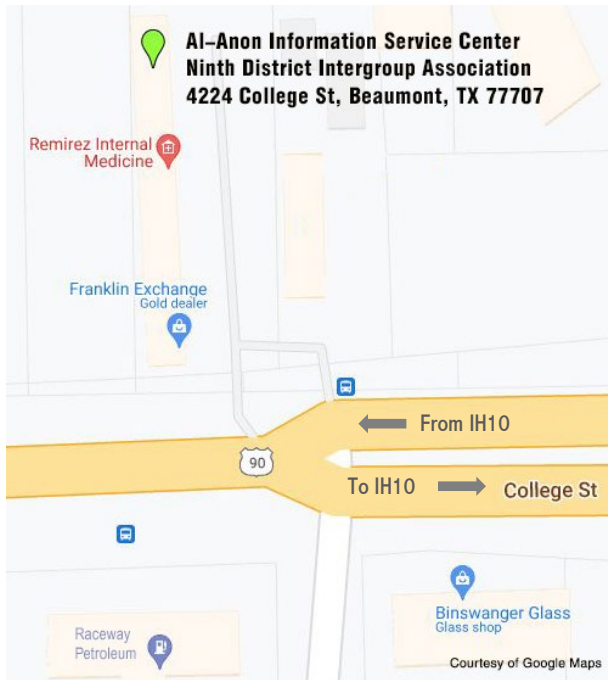 Al-Anon Information Service Center
Ninth District Intergroup Association
4224 College St, Beaumont, TX 77707
Remirez Internal
Medicine
Franklin Exchange
Gold dealer
From IH10
90
To IH10
College St
Binswanger Glass
Glass shop
Raceway
Petroleum
Courtesy of Google Maps